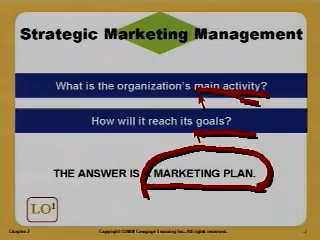 Strategic Marketing Management
What is the organization's main activity?
How will it reach its goals?
THE ANSWER IS A MARKETING PLAN.
LO1
Chapter 2 Copyright ©2009 Cengage Learning Inc. All rights reserved.